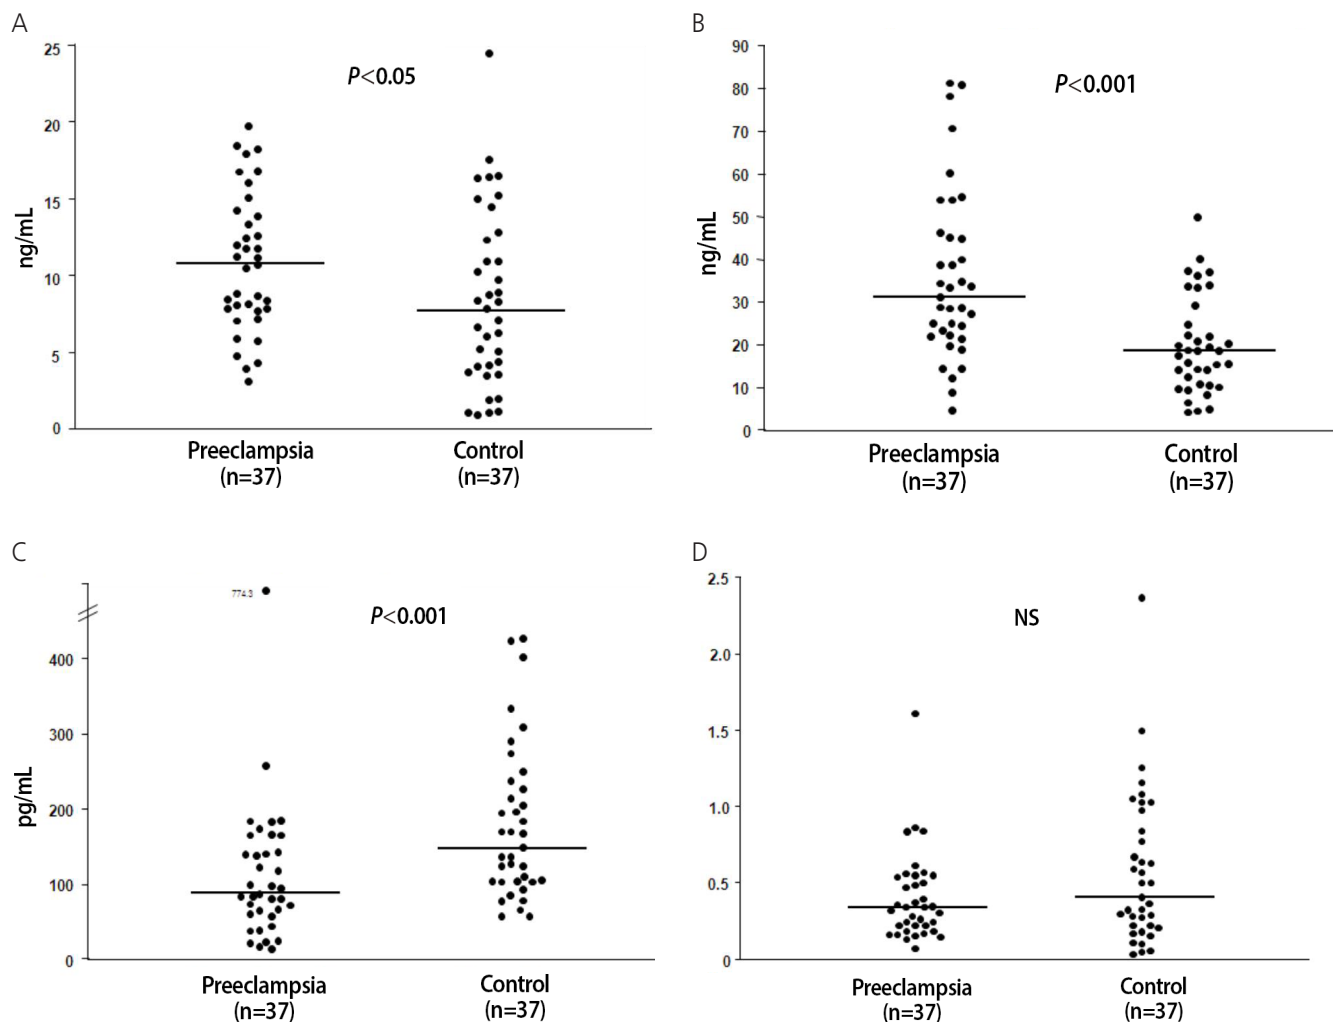 A
25
20
15
10
5
0
ng/mL
P<0.05
Preeclampsia
(n=37)
Control
(n=37)
B
90
80
70
60
50
40
30
20
10
0
ng/mL
P<0.001
Preeclampsia
(n=37)
Control
(n=37)
C
774.3
400
300
200
100
0
pg/mL
P<0.001
Preeclampsia
(n=37)
Control
(n=37)
D
2.5
2.0
1.5
1.0
0.5
0
NS
Preeclampsia
(n=37)
Control
(n=37)